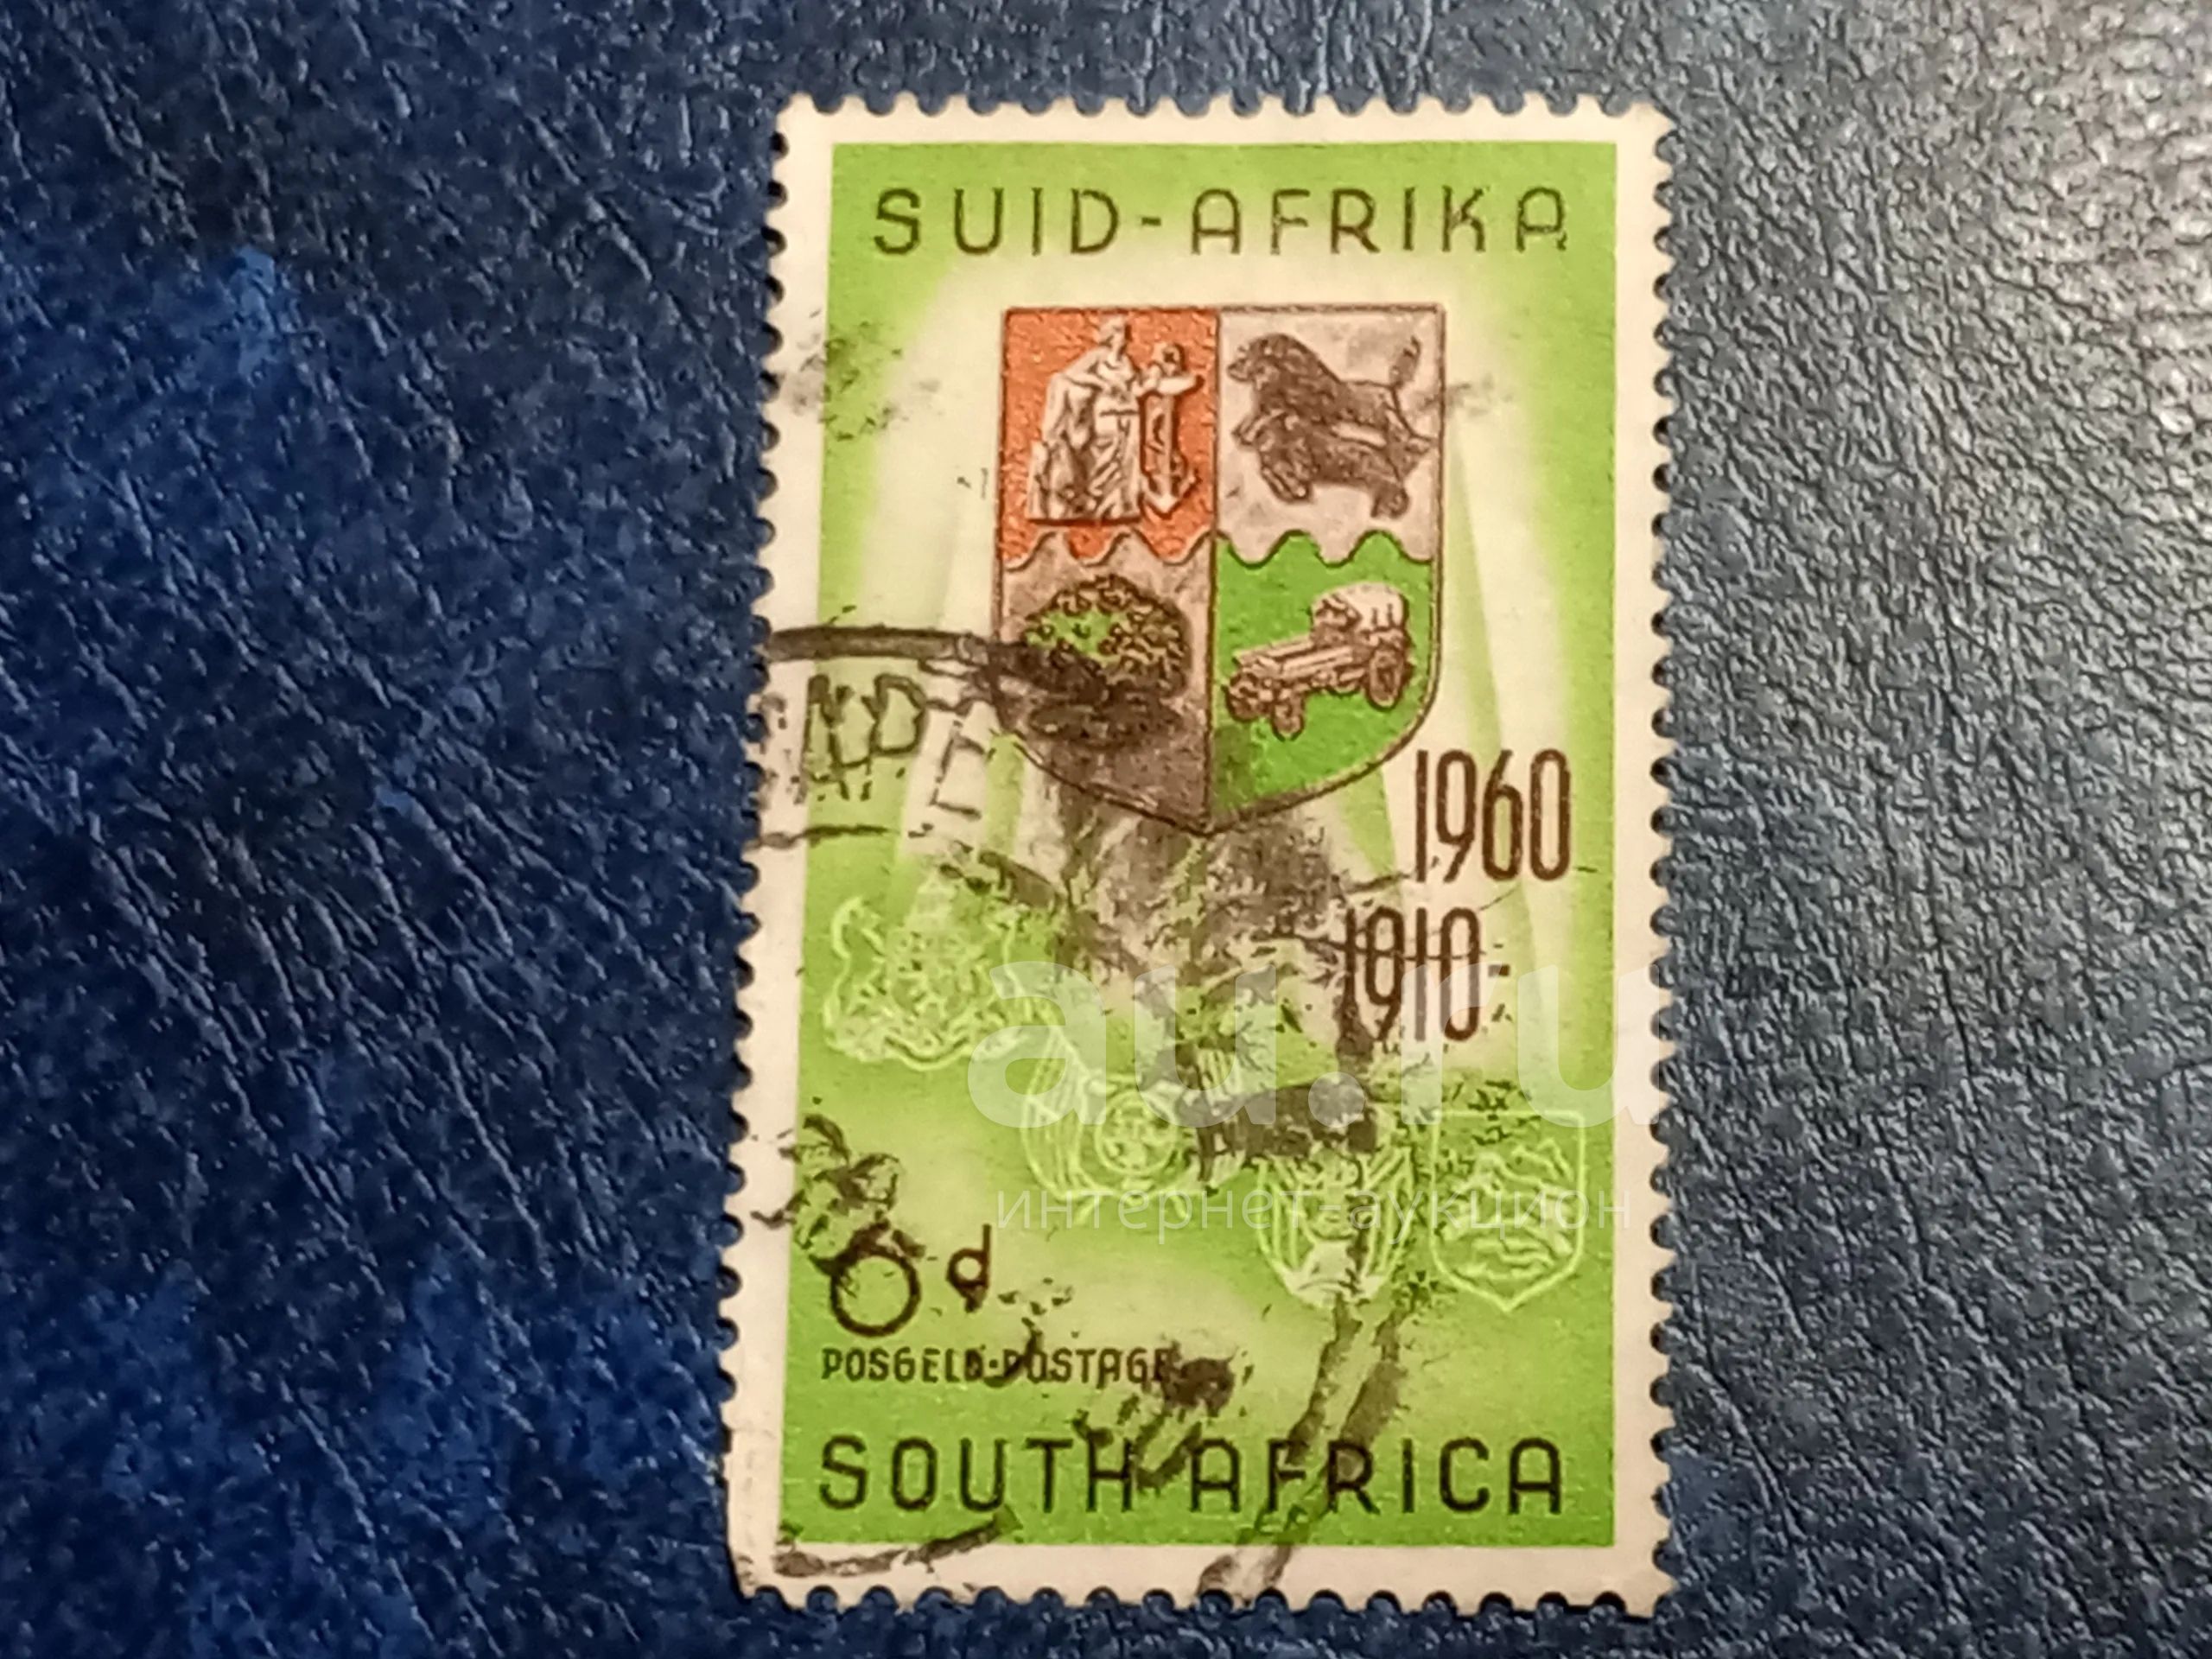 SUID-AFRIKA
1960
1910-
6d
POSGELD·POSTAGE
SOUTH AFRICA
au.ru
интернет-аукцион